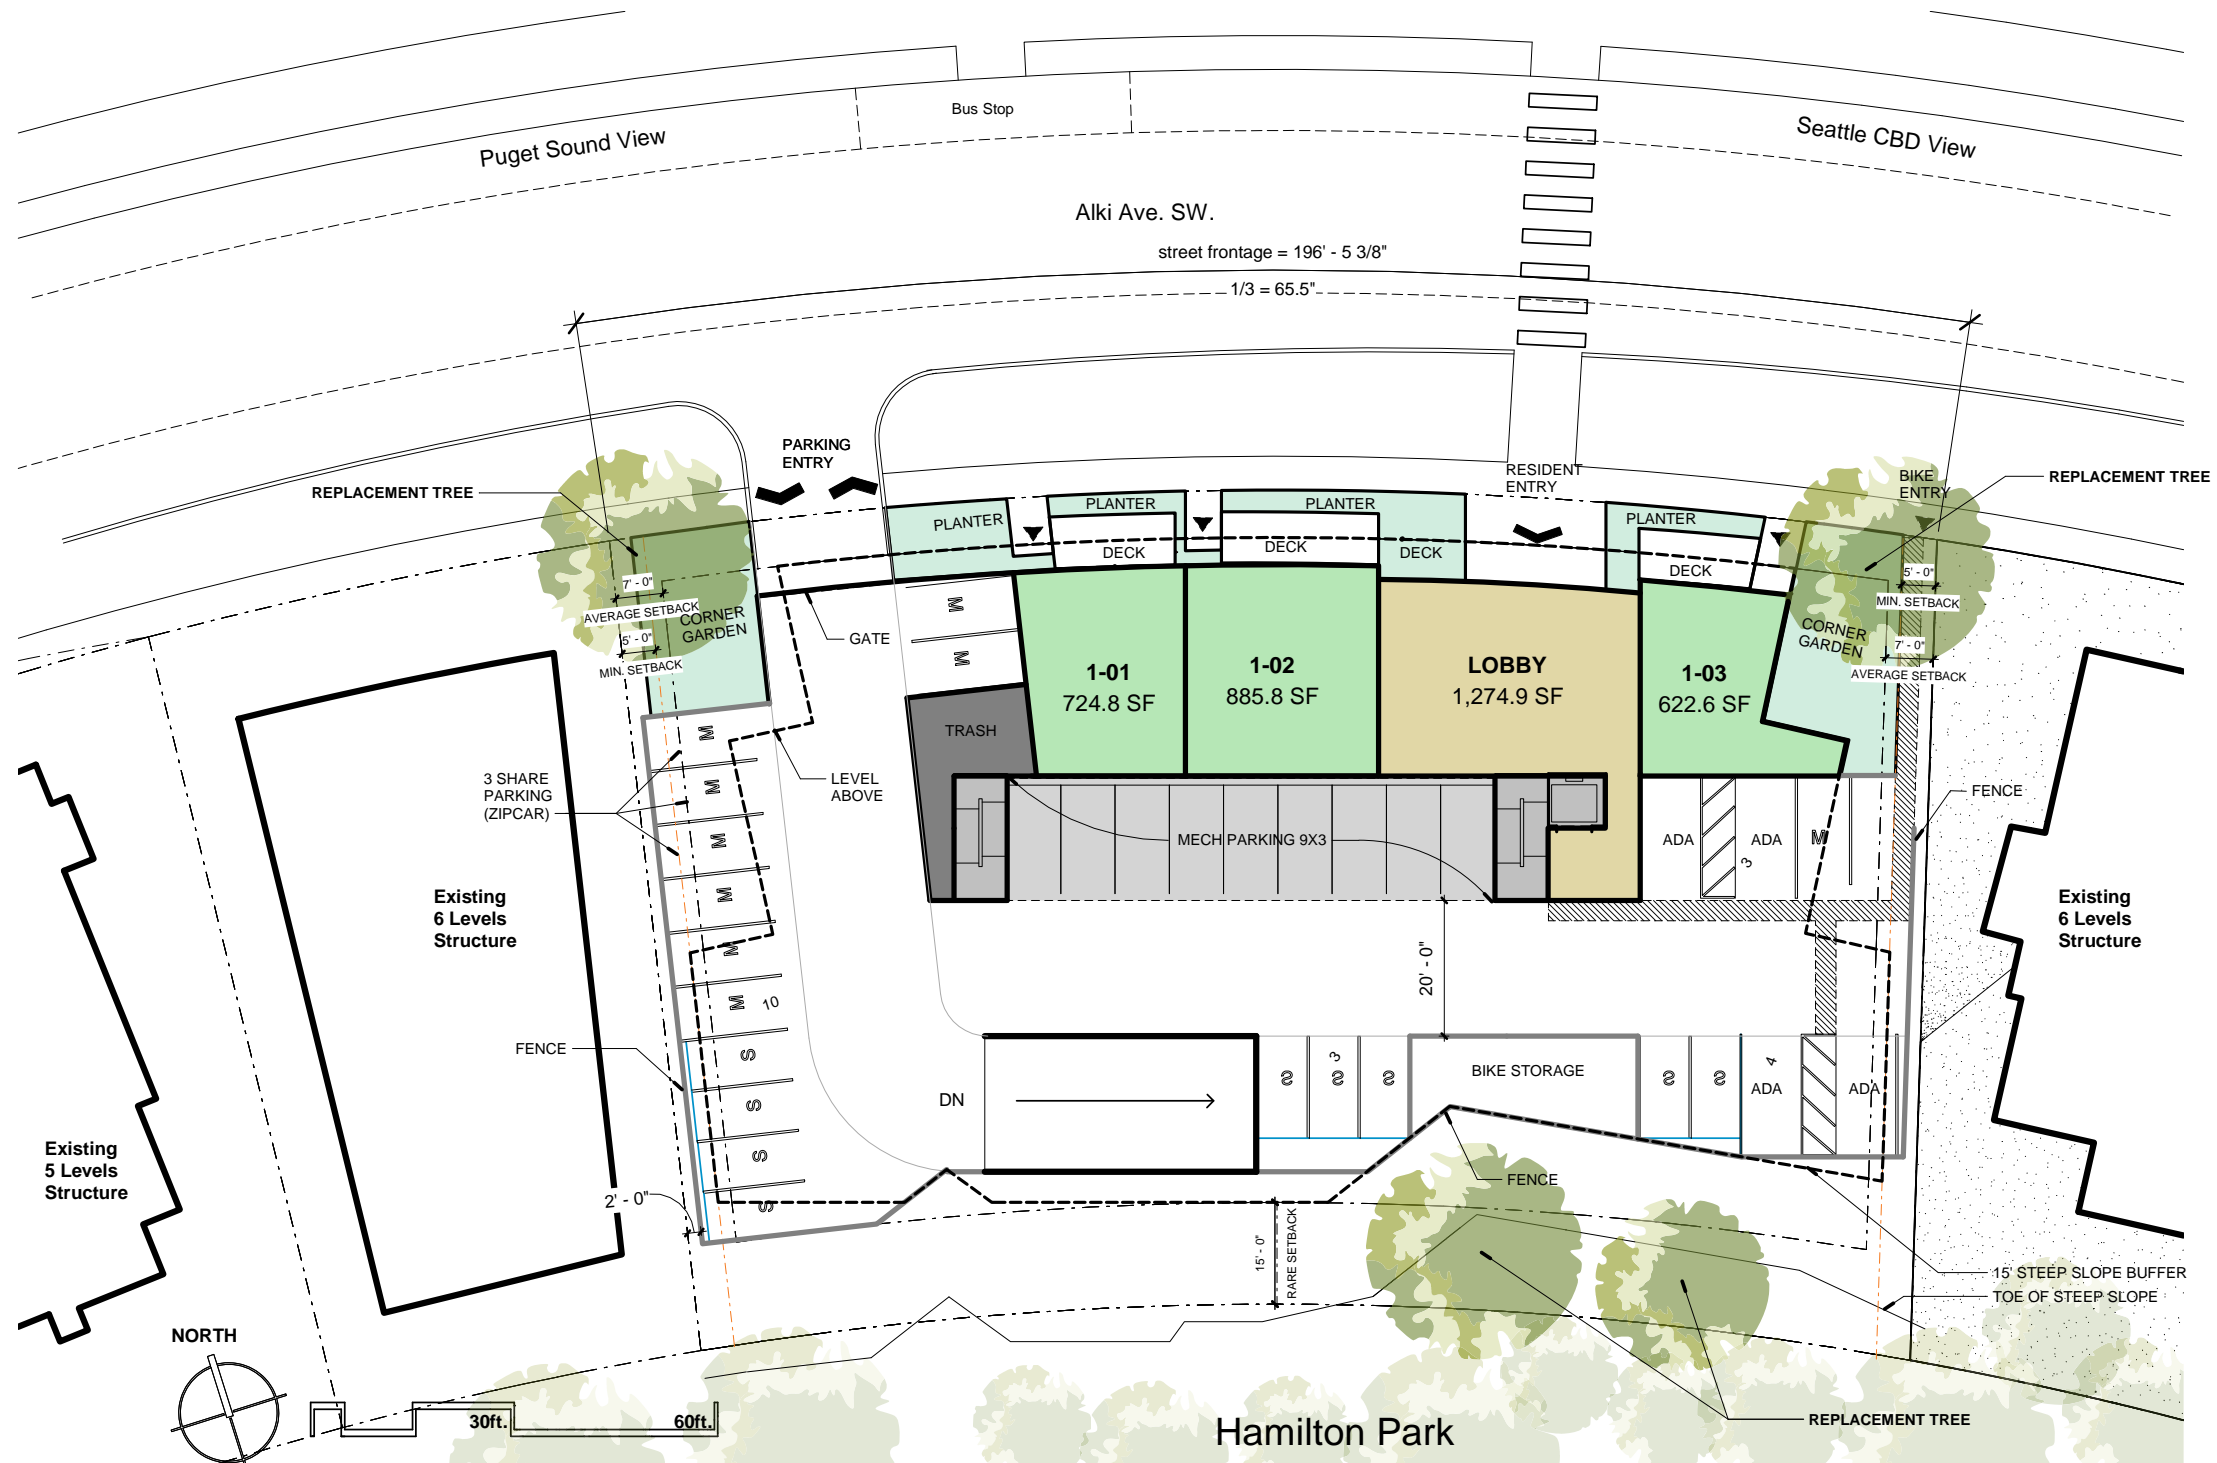 Bus Stop
Puget Sound View
Seattle CBD View
Alki Ave. SW.
street frontage = 196' - 5 3/8"
1/3 = 65.5"
PARKING
ENTRY
RESIDENT
ENTRY
BIKE
ENTRY
REPLACEMENT TREE
REPLACEMENT TREE
PLANTER
PLANTER
PLANTER
PLANTER
DECK
DECK
DECK
DECK
7' - 0"
AVERAGE SETBACK
CORNER
GARDEN
5' - 0"
MIN. SETBACK
5' - 0"
MIN. SETBACK
CORNER
GARDEN
7' - 0"
AVERAGE SETBACK
GATE
M
M
1-01
724.8 SF
1-02
885.8 SF
LOBBY
1,274.9 SF
1-03
622.6 SF
TRASH
3 SHARE
PARKING
(ZIPCAR)
LEVEL
ABOVE
FENCE
M
M
M
M
M
M
10
S
S
S
S
MECH PARKING 9X3
ADA
ADA
M
3
Existing
6 Levels
Structure
Existing
6 Levels
Structure
20' - 0"
FENCE
DN
S
S
S
3
BIKE STORAGE
S
S
4
ADA
ADA
Existing
5 Levels
Structure
2' - 0"
FENCE
15' - 0"
RARE SETBACK
15' STEEP SLOPE BUFFER
TOE OF STEEP SLOPE
NORTH
30ft.
60ft.
Hamilton Park
REPLACEMENT TREE